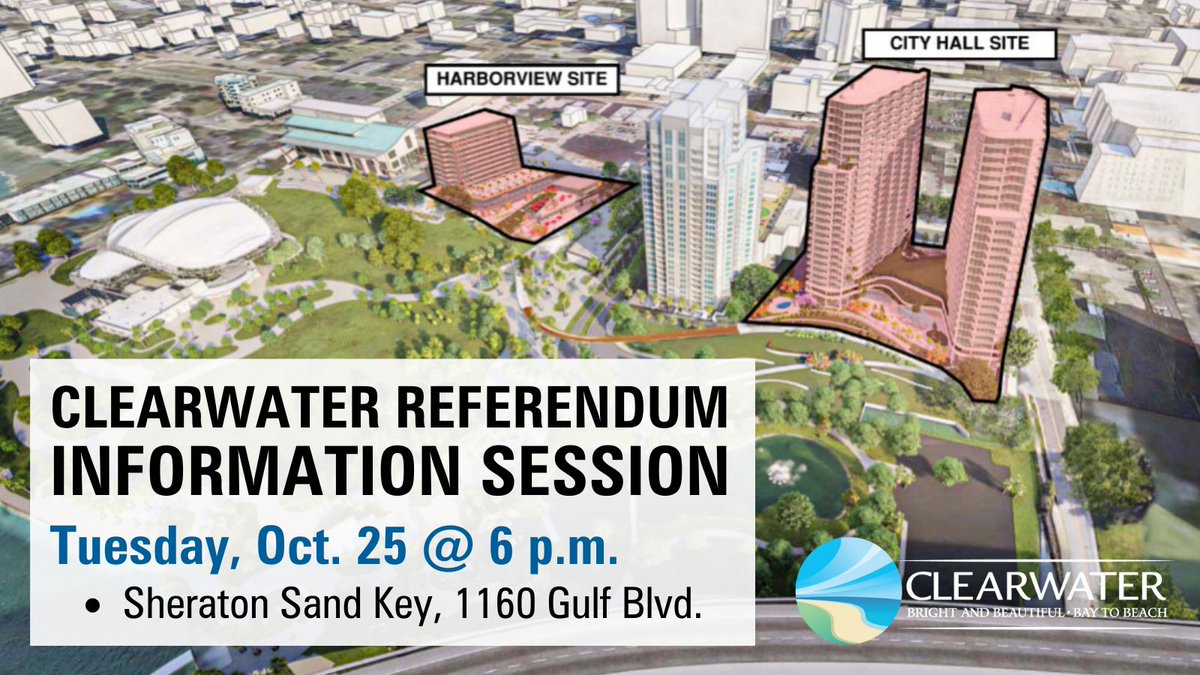 HARBORVIEW SITE
CITY HALL SITE
CLEARWATER REFERENDUM
INFORMATION SESSION
Tuesday, Oct. 25 @ 6 p.m.
• Sheraton Sand Key, 1160 Gulf Blvd.
CLEARWATER
BRIGHT AND BEAUTIFUL • BAY TO BEACH